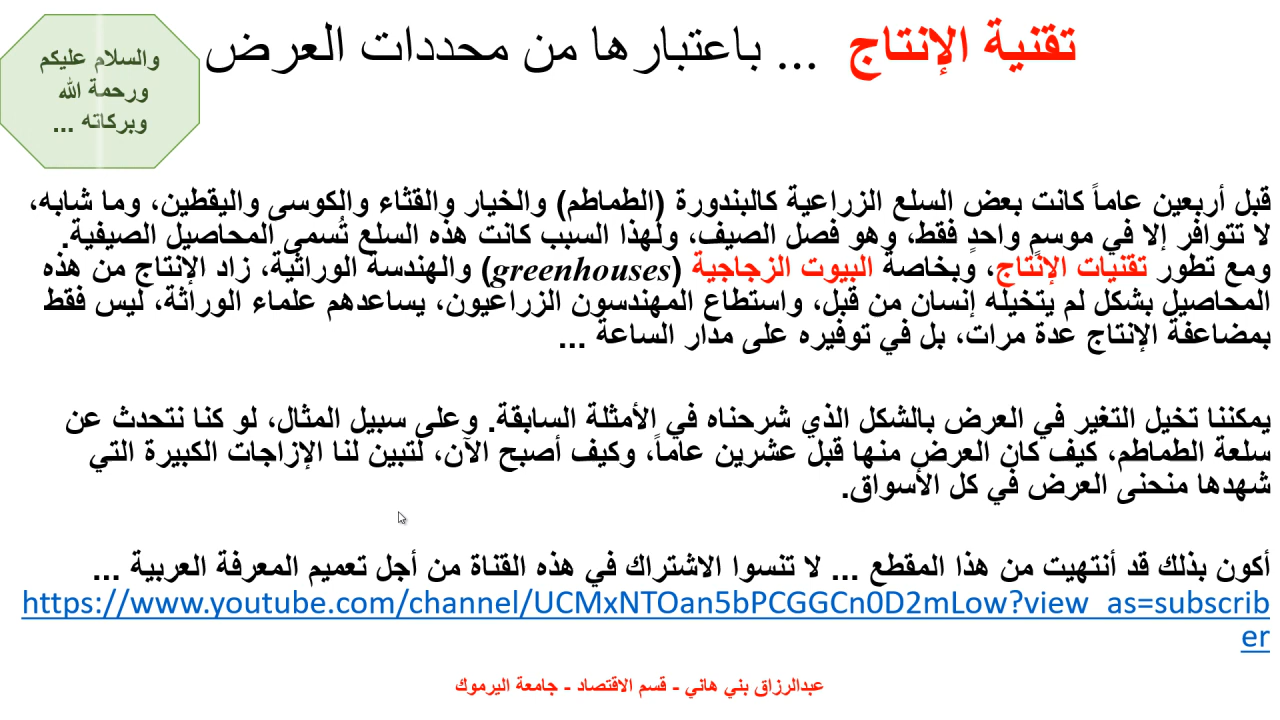 تقنية الإنتاج ... باعتبارها من محددات العرض
والسلام عليكم
ورحمة الله
وبركاته ...
قبل أربعين عاماً كانت بعض السلع الزراعية كالبندورة (الطماطم) والخيار والقثاء والكوسى واليقطين، وما شابه،
لا تتوافر إلا في موسمٍ واحدٍ فقط، وهو فصل الصيف، ولهذا السبب كانت هذه السلع تُسمى المحاصيل الصيفية.
ومع تطور تقنيات الإنتاج، وبخاصة البيوت الزجاجية (greenhouses) والهندسة الوراثية، زاد الإنتاج من هذه
المحاصيل بشكل لم يتخيله إنسان من قبل، واستطاع المهندسون الزراعيون، يساعدهم علماء الوراثة، ليس فقط
بمضاعفة الإنتاج عدة مرات، بل في توفيره على مدار الساعة ...
يمكننا تخيل التغير في العرض بالشكل الذي شرحناه في الأمثلة السابقة. وعلى سبيل المثال، لو كنا نتحدث عن
سلعة الطماطم، كيف كان العرض منها قبل عشرين عاماً، وكيف أصبح الآن، لتبين لنا الإزاجات الكبيرة التي
شهدها منحنى العرض في كل الأسواق.
أكون بذلك قد أنتهيت من هذا المقطع ... لا تنسوا الاشتراك في هذه القناة من أجل تعميم المعرفة العربية ...
https://www.youtube.com/channel/UCMxNTOan5bPCGGCn0D2mLow?view_as=subscrib
er
عبدالرزاق بني هاني - قسم الاقتصاد - جامعة اليرموك